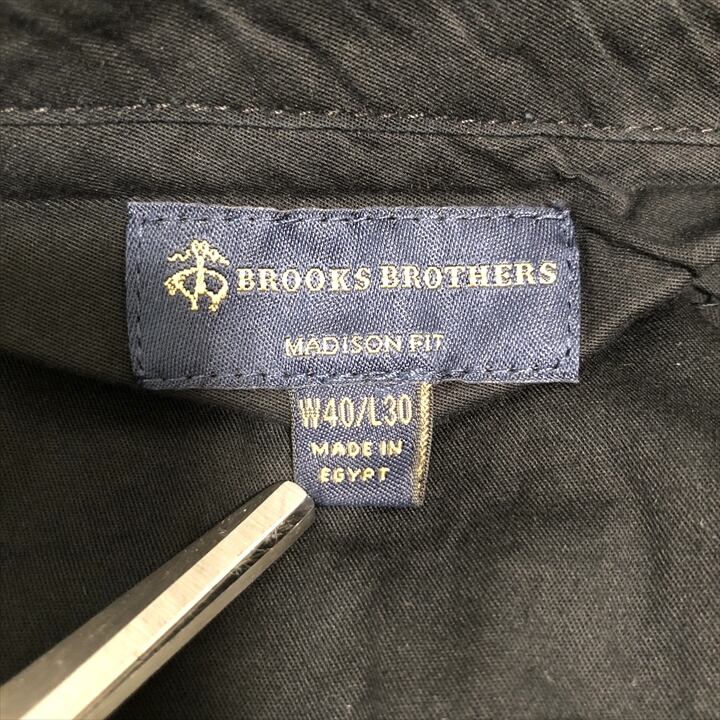 BROOKS BROTHERS
MADISON FIT
W40/L30
MADE IN
EGYPT